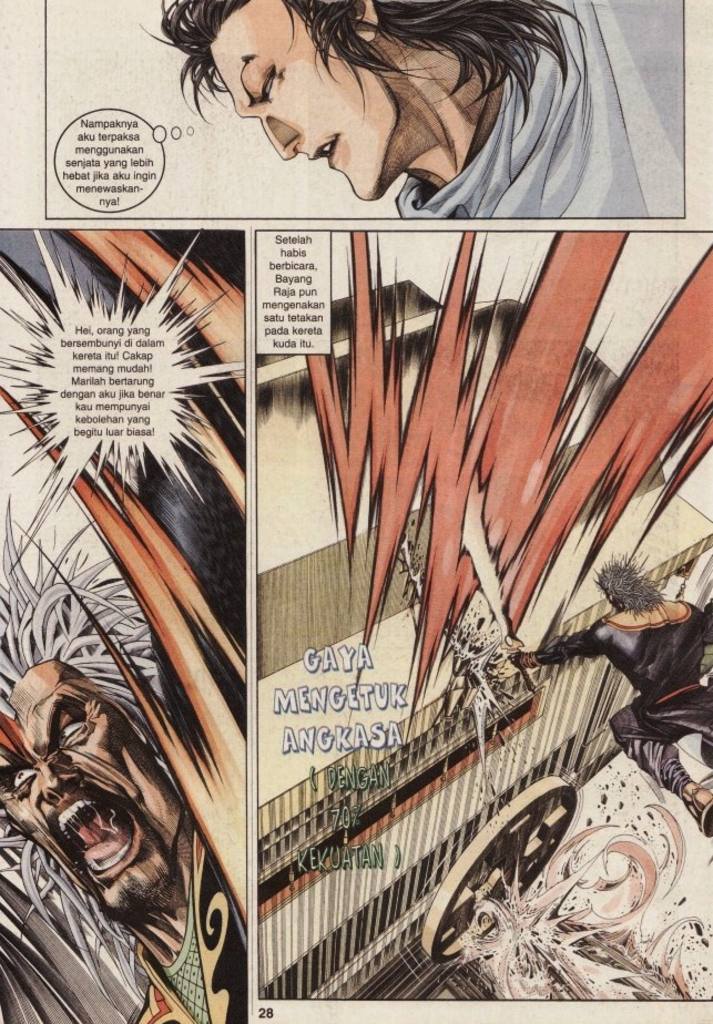 Nampaknya
aku terpaksa
menggunakan
senjata yang lebih
hebat jika aku ingin
menewaskan-
nya!
Hei, orang yang
bersembunyi di dalam
kereta itu! Cakap
memang mudah!
Marilah bertarung
dengan aku jika benar
kau mempunyai
kebolehan yang
begitu luar biasa!
Setelah
habis
berbicara,
Bayang
Raja pun
mengenakan
satu tetakan
pada kereta
kuda itu.
GAYA
MENGETUK
ANGKASA
( DENGAN
70%
KEKUATAN )
28